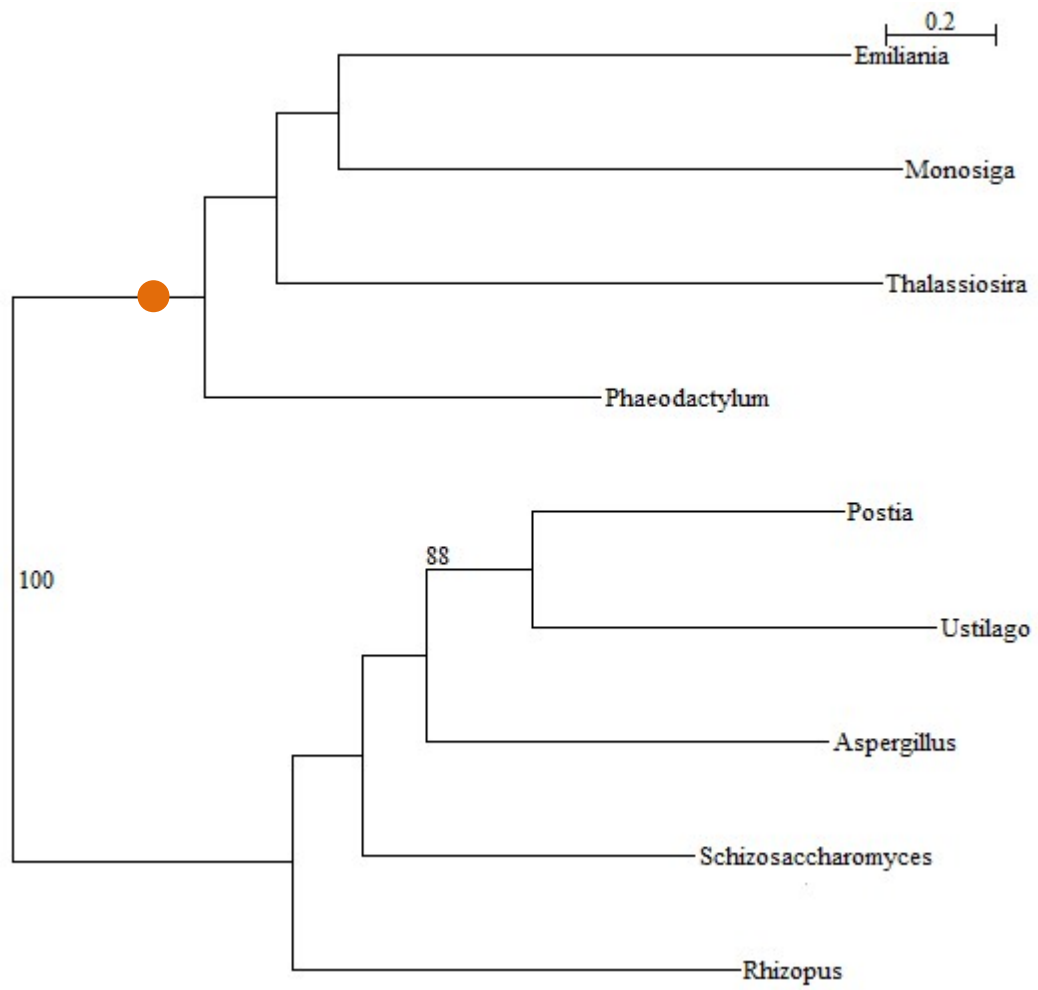 0.2
Emiliania
Monosiga
Thalassiosira
Phaeodactylum
Postia
88
100
Ustilago
Aspergillus
Schizosaccharomyces
Rhizopus